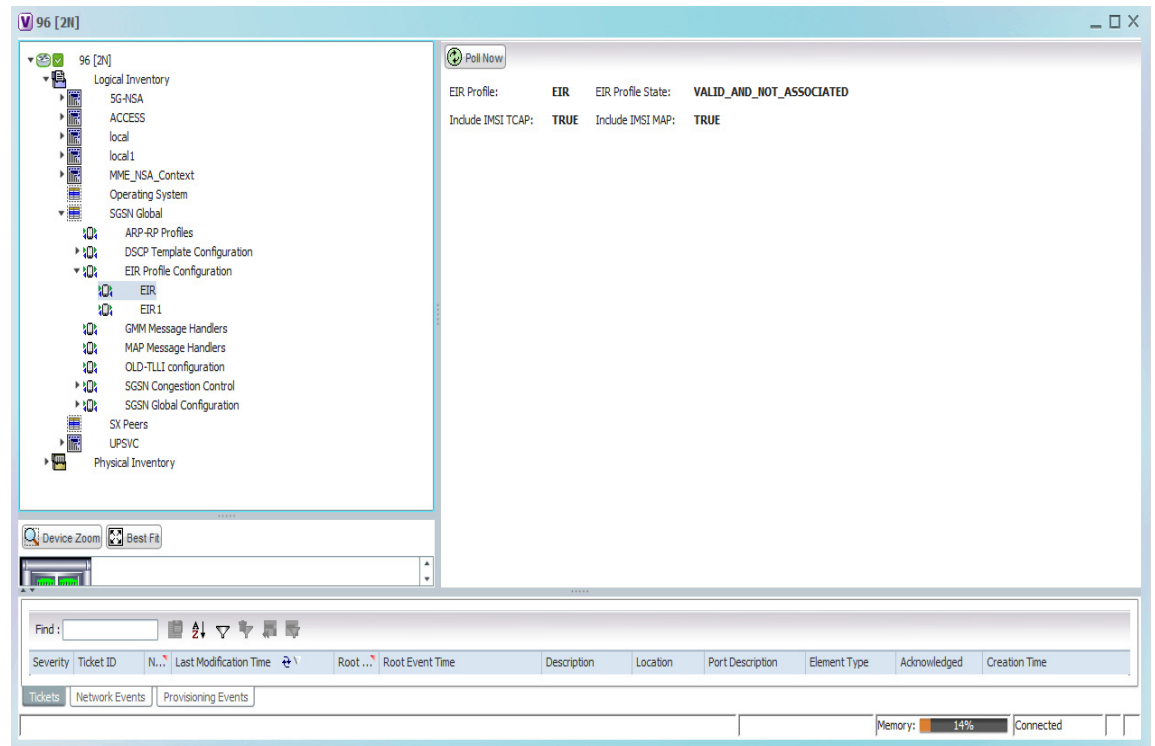 96 [2N]
96 [2N]
Logical Inventory
5G-NSA
ACCESS
local
local1
MME_NSA_Context
Operating System
SGSN Global
ARP-RP Profiles
DSCP Template Configuration
EIR Profile Configuration
EIR
EIR1
GMM Message Handlers
MAP Message Handlers
OLD-TLLI configuration
SGSN Congestion Control
SGSN Global Configuration
SX Peers
UPSVC
Physical Inventory
Device Zoom Best Fit
Poll Now
EIR Profile: EIR EIR Profile State: VALID_AND_NOT_ASSOCIATED
Include IMSI TCAP: TRUE Include IMSI MAP: TRUE
Find :
Severity Ticket ID N... Last Modification Time Root ... Root Event Time Description Location Port Description Element Type Acknowledged Creation Time
Tickets Network Events Provisioning Events
Memory: 14% Connected